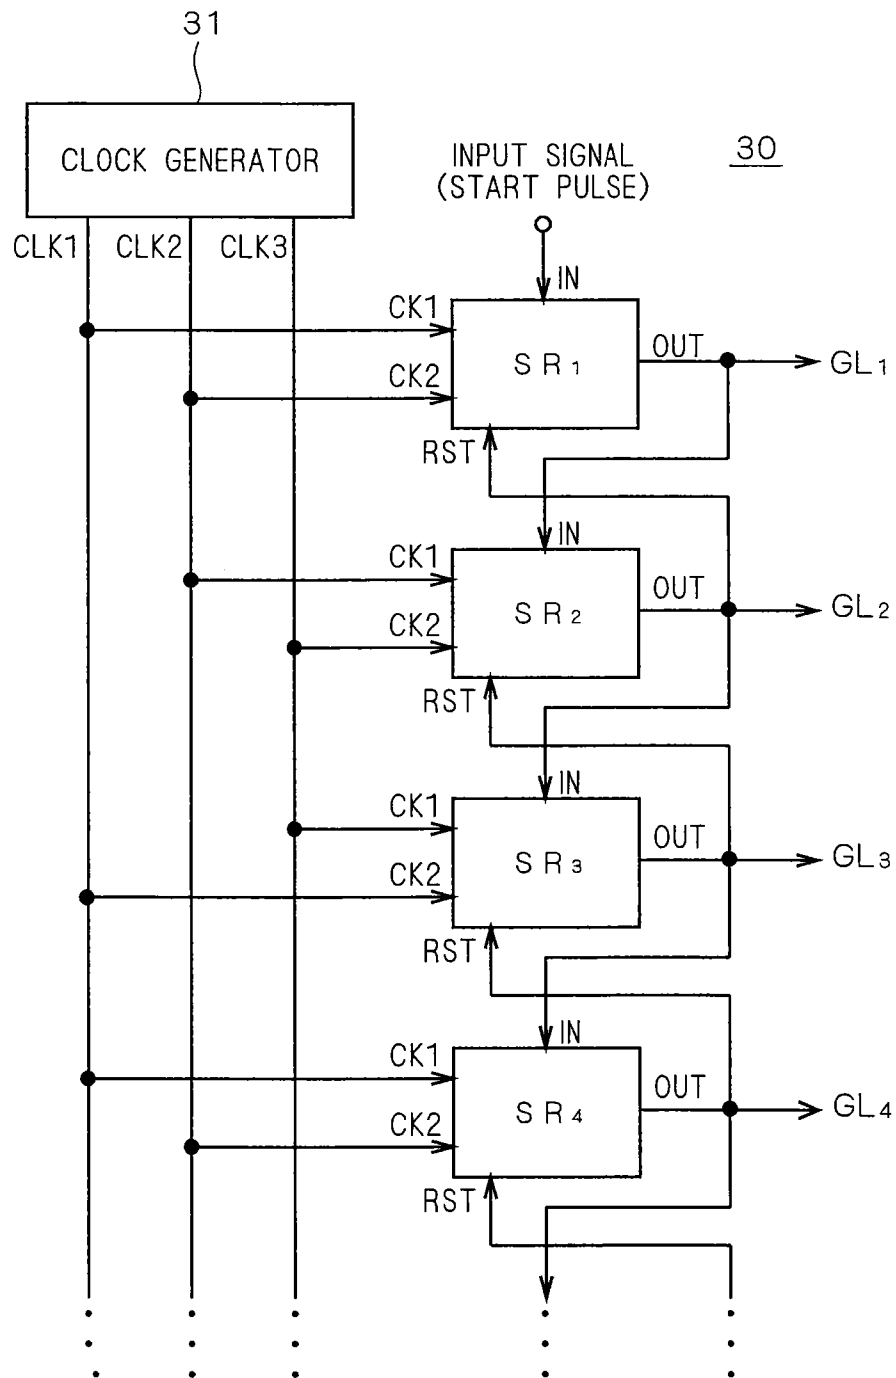 31
CLOCK GENERATOR
INPUT SIGNAL
(START PULSE)
30
CLK1 CLK2 CLK3
IN
CK1
SR1
OUT
GL1
CK2
RST
IN
CK1
SR2
OUT
GL2
CK2
RST
IN
CK1
SR3
OUT
GL3
CK2
RST
IN
CK1
SR4
OUT
GL4
CK2
RST